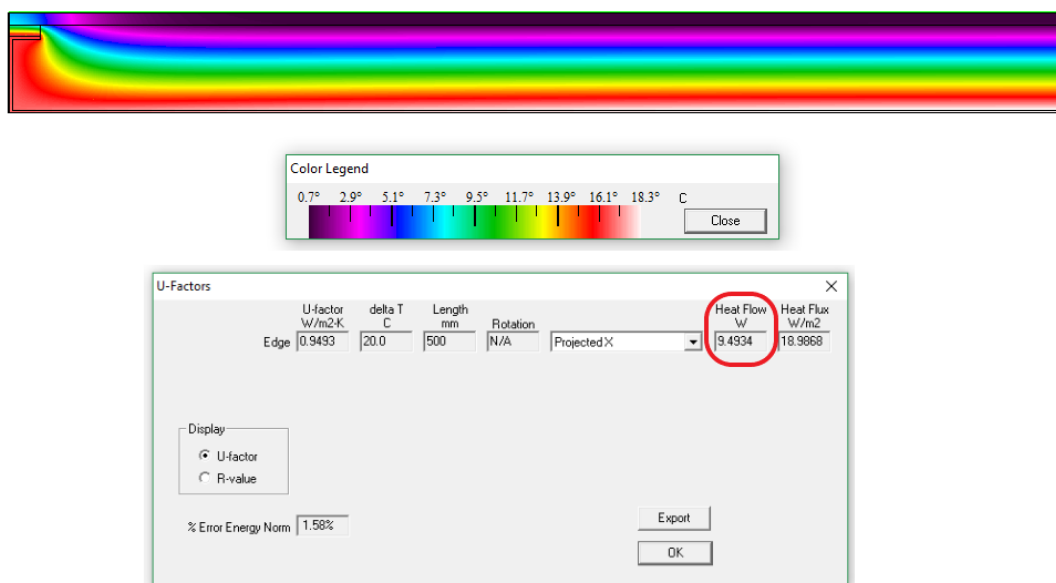 Color Legend
0.7° 2.9° 5.1° 7.3° 9.5° 11.7° 13.9° 16.1° 18.3° C
Close
U-Factors
U-factor delta T Length Heat Flow Heat Flux
W/m2-K C mm Rotation W W/m2
Edge 0.9493 20.0 500 N/A Projected X 9.4934 18.9868
Display
U-factor
R-value
% Error Energy Norm 1.58%
Export
OK